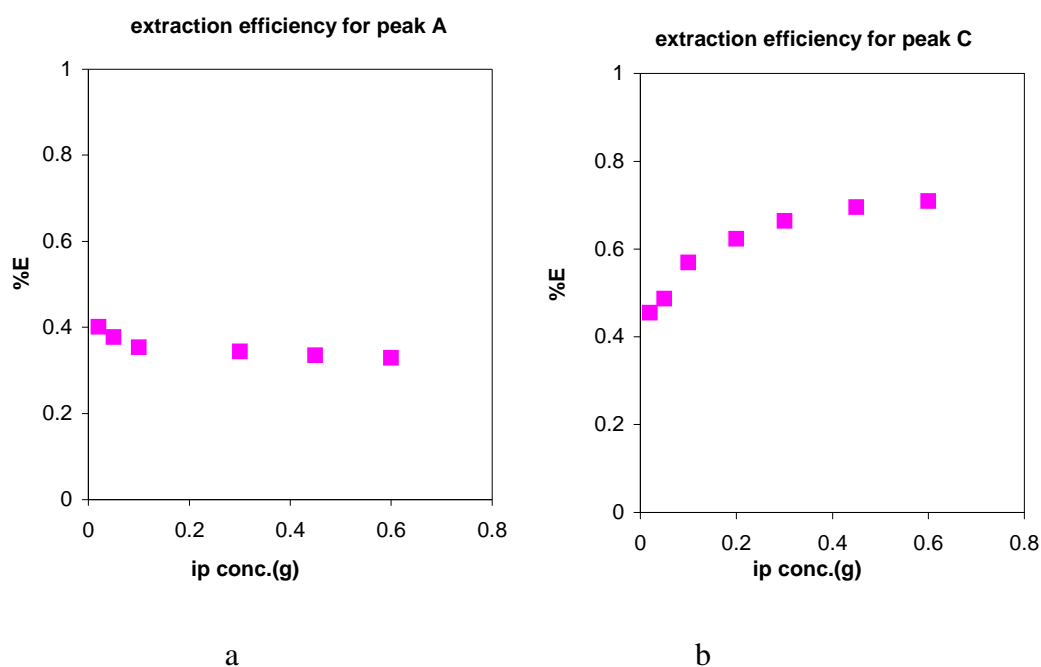 extraction efficiency for peak A
1
0.8
0.6
0.4
0.2
0
%E
0 0.2 0.4 0.6 0.8
ip conc.(g)
a
extraction efficiency for peak C
1
0.8
0.6
0.4
0.2
0
%E
0 0.2 0.4 0.6 0.8
ip conc.(g)
b